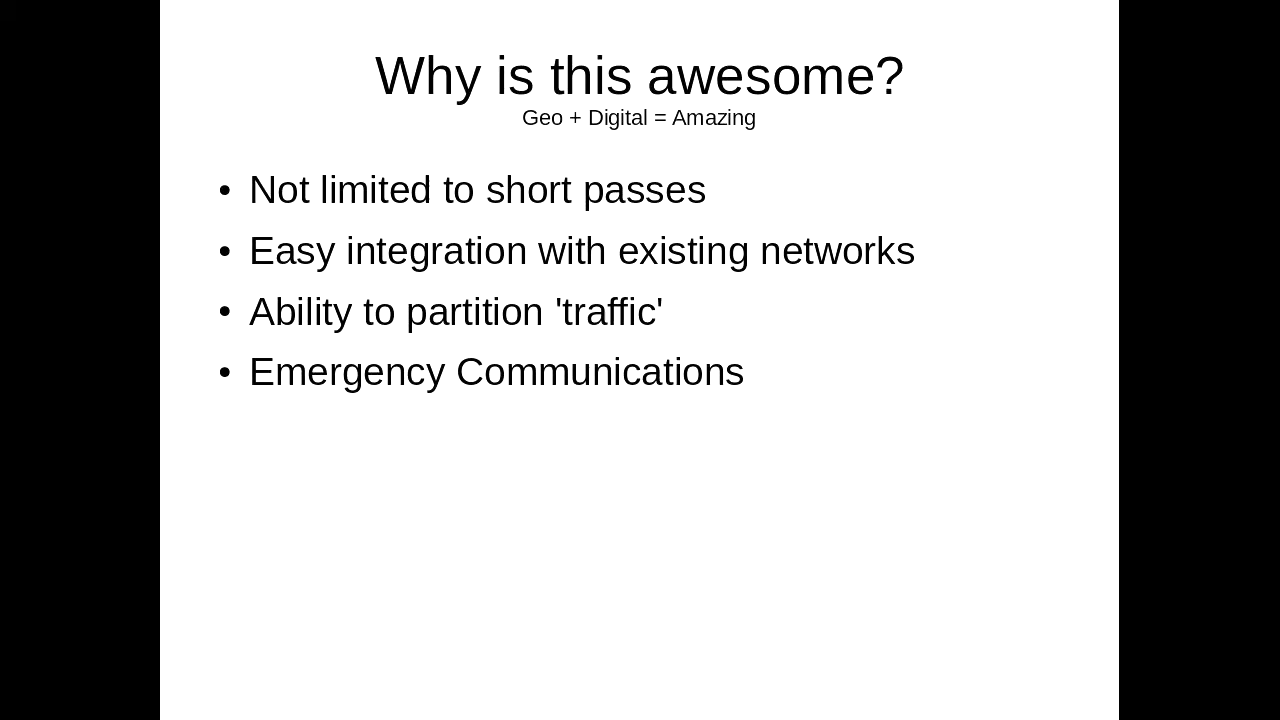 Why is this awesome?
Geo + Digital = Amazing
• Not limited to short passes
• Easy integration with existing networks
• Ability to partition 'traffic'
• Emergency Communications